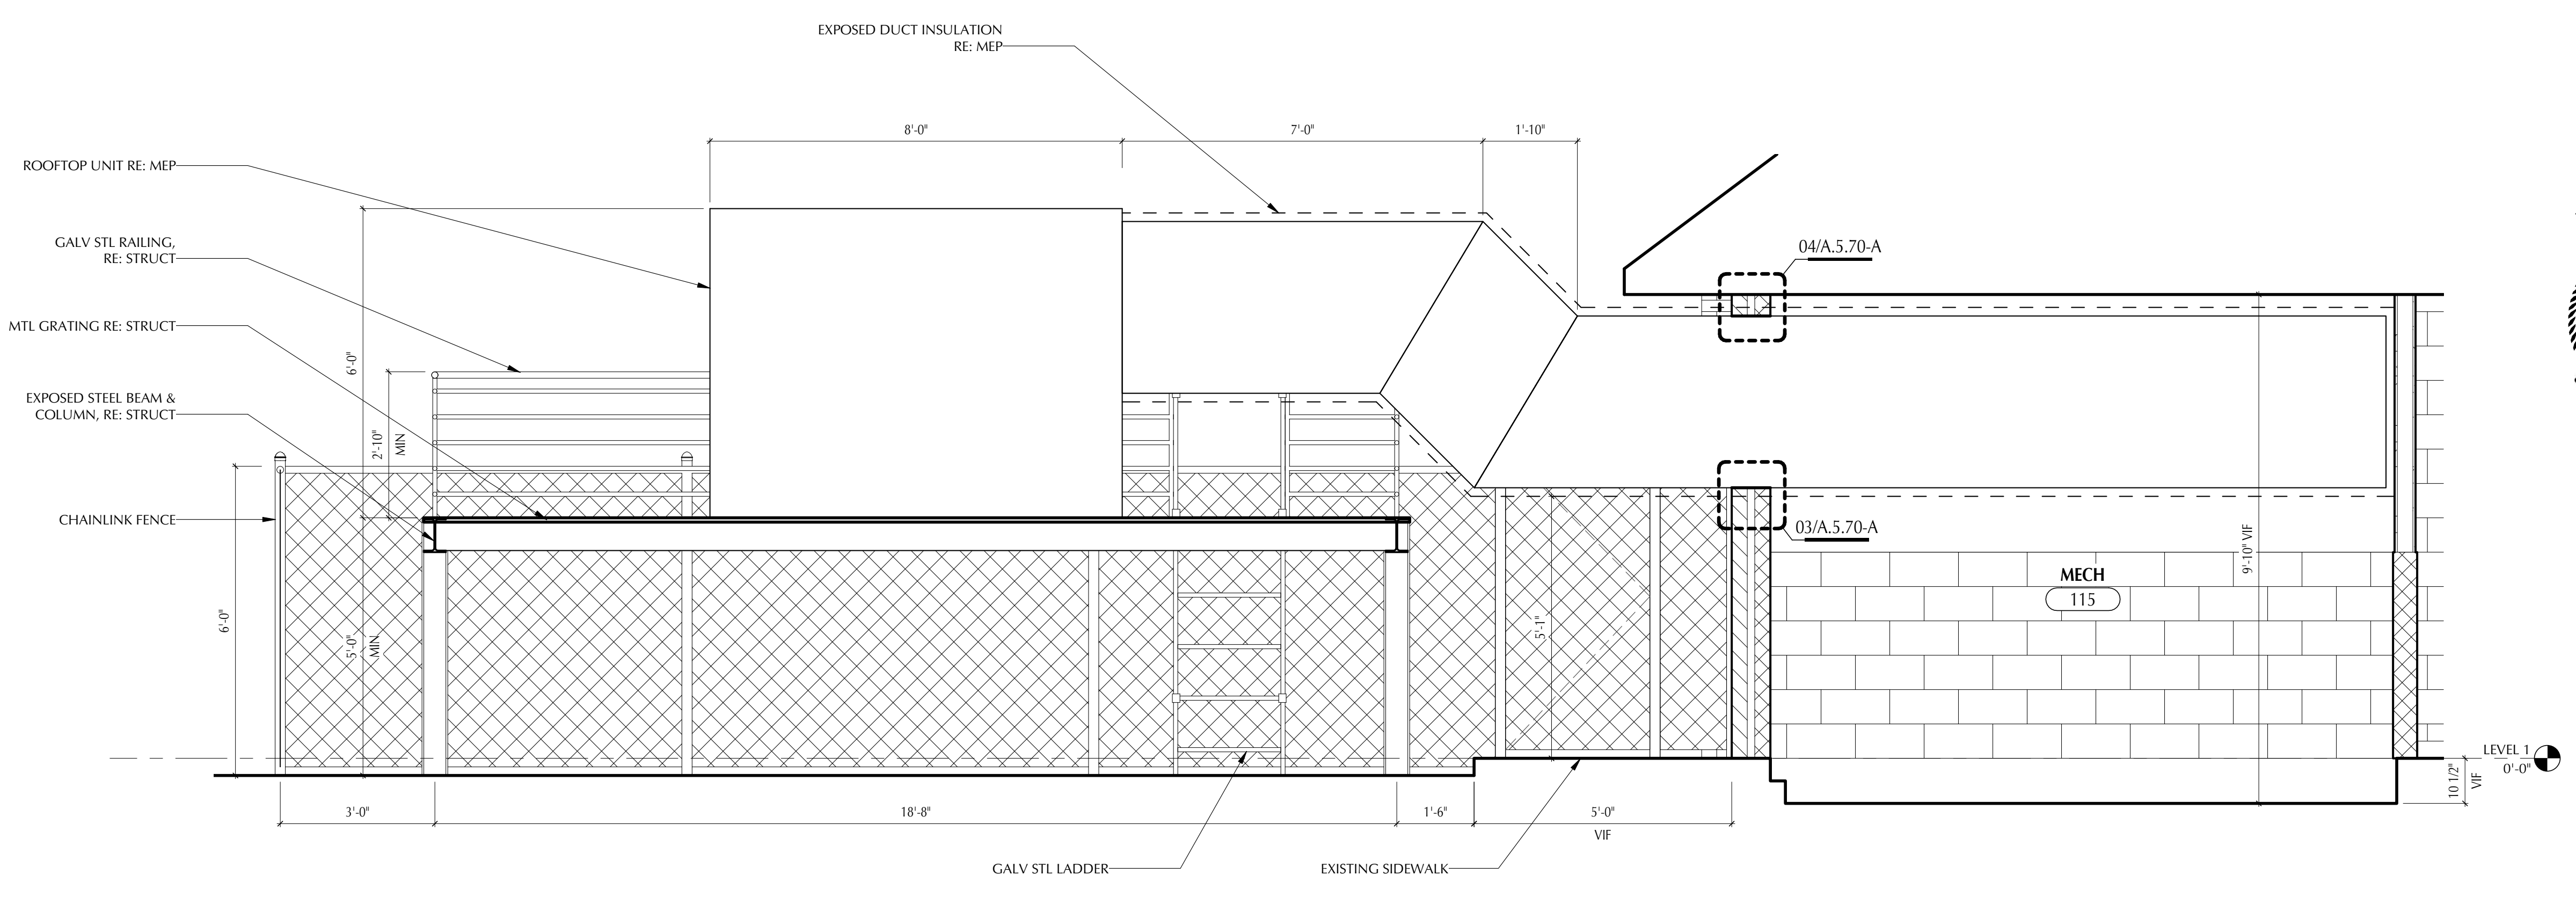 EXPOSED DUCT INSULATION
RE: MEP
8'-0"
7'-0"
1'-10"
ROOFTOP UNIT RE: MEP
GALV STL RAILING,
RE: STRUCT
04/A.5.70-A
MTL GRATING RE: STRUCT
6'-0"
EXPOSED STEEL BEAM &
COLUMN, RE: STRUCT
2'-10"
MIN
CHAINLINK FENCE
03/A.5.70-A
9'-10" VIF
MECH
115
6'-0"
5'-0"
MIN
5'-1"
LEVEL 1
0'-0"
10 1/2"
VIF
3'-0"
18'-8"
1'-6"
5'-0"
VIF
GALV STL LADDER
EXISTING SIDEWALK